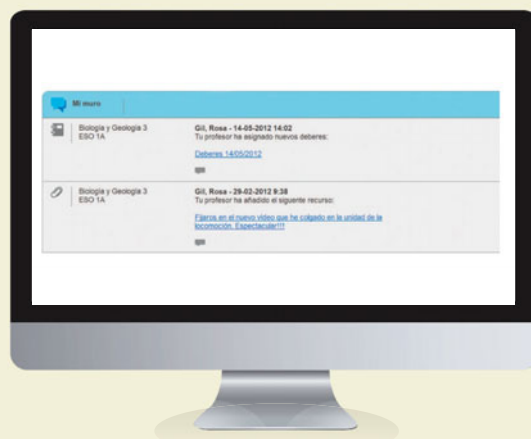 Mi muro
Biología y Geología 3
ESO 1A
Gil, Rosa - 14-05-2012 14:02
Tu profesor ha asignado nuevos deberes:
Deberes 14/05/2012
Biología y Geología 3
ESO 1A
Gil, Rosa - 29-02-2012 9:38
Tu profesor ha añadido el siguente recurso:
Fijaros en el nuevo vídeo que he colgado en la unidad de la
locomoción. Espectacular!!!